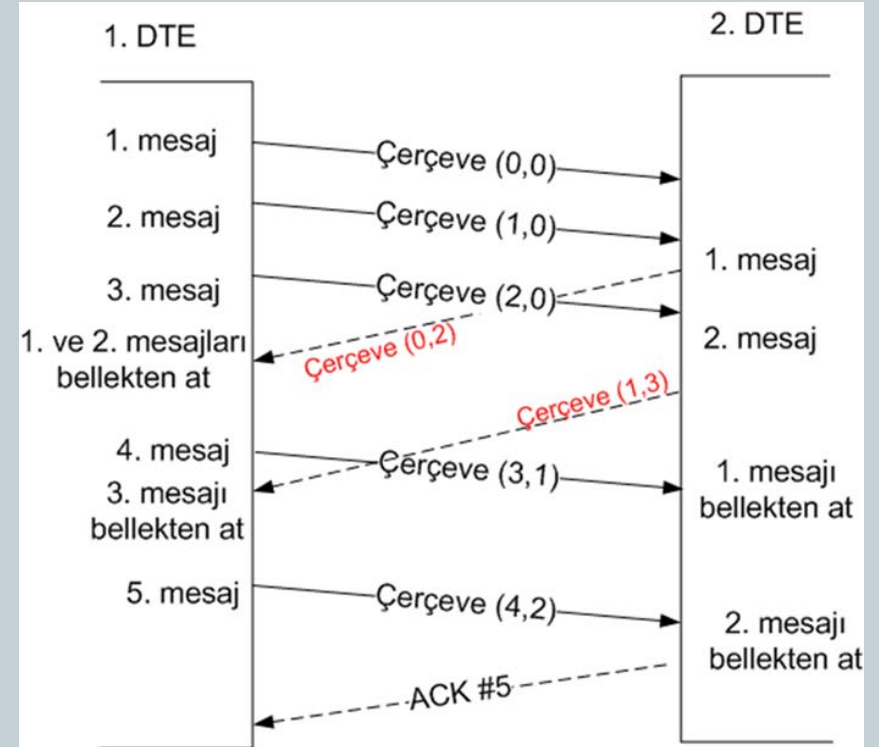 1. DTE
2. DTE
1. mesaj
Çerçeve (0,0)
2. mesaj
Çerçeve (1,0)
1. mesaj
3. mesaj
Çerçeve (2,0)
2. mesaj
1. ve 2. mesajları
bellekten at
Çerçeve (0,2)
Çerçeve (1,3)
4. mesaj
Çerçeve (3,1)
1. mesajı
bellekten at
3. mesajı
bellekten at
5. mesaj
Çerçeve (4,2)
2. mesajı
bellekten at
ACK #5